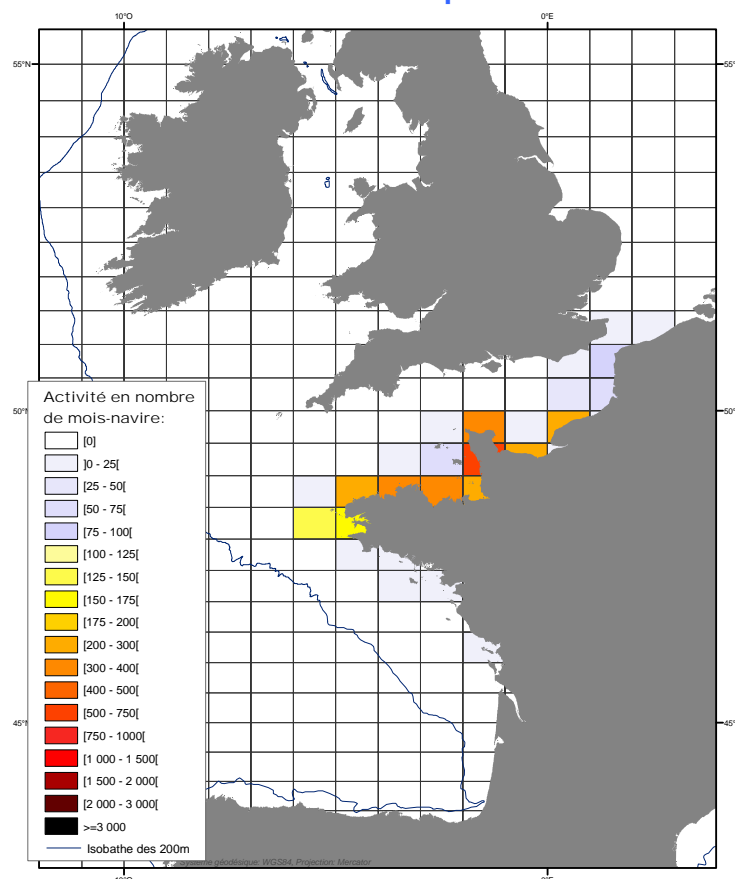 10°O
0°E
55°N
55°
50°N
50°
45°N
45°
Activité en nombre
de mois-navire:
[0]
]0 - 25[
[25 - 50[
[50 - 75[
[75 - 100[
[100 - 125[
[125 - 150[
[150 - 175[
[175 - 200[
[200 - 300[
[300 - 400[
[400 - 500[
[500 - 750[
[750 - 1000[
[1 000 - 1 500[
[1 500 - 2 000[
[2 000 - 3 000[
>=3 000
Isobathe des 200m
Système géodésique: WGS84, Projection: Mercator
0°E